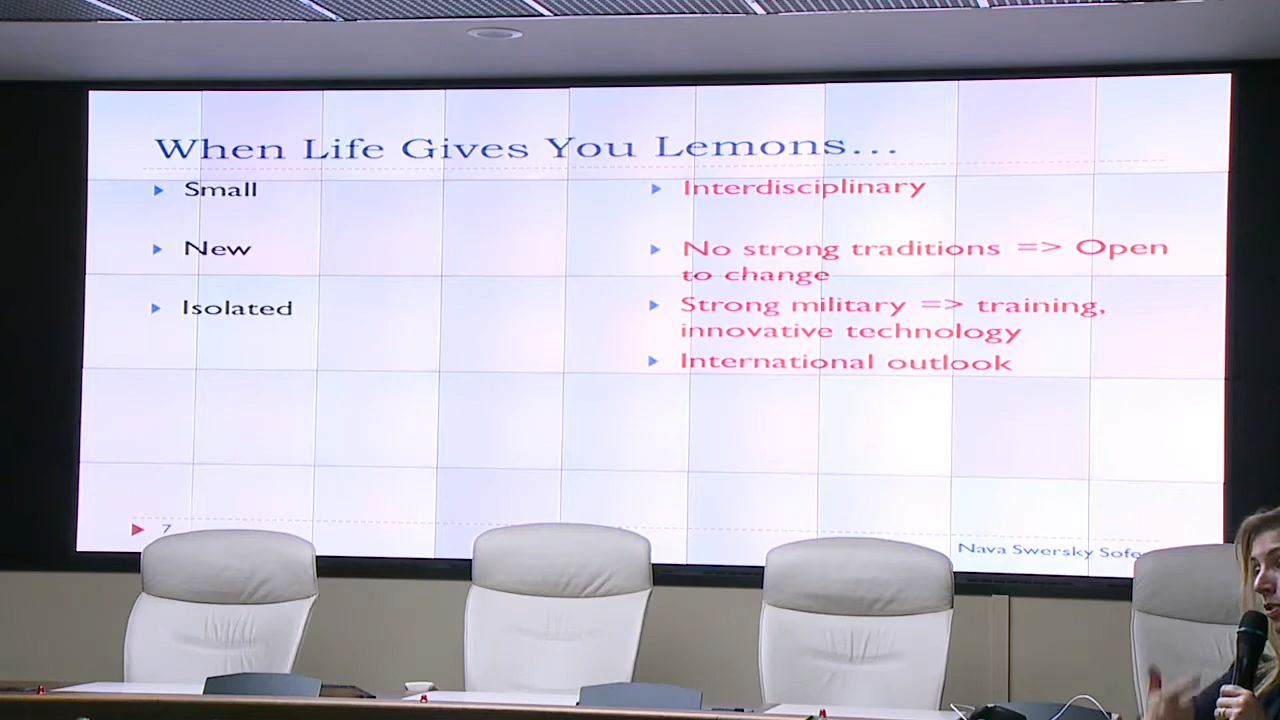 When Life Gives You Lemons...
Small
Interdisciplinary
New
No strong traditions => Open
to change
Isolated
Strong military => training,
innovative technology
International outlook
7
Nava Swersky